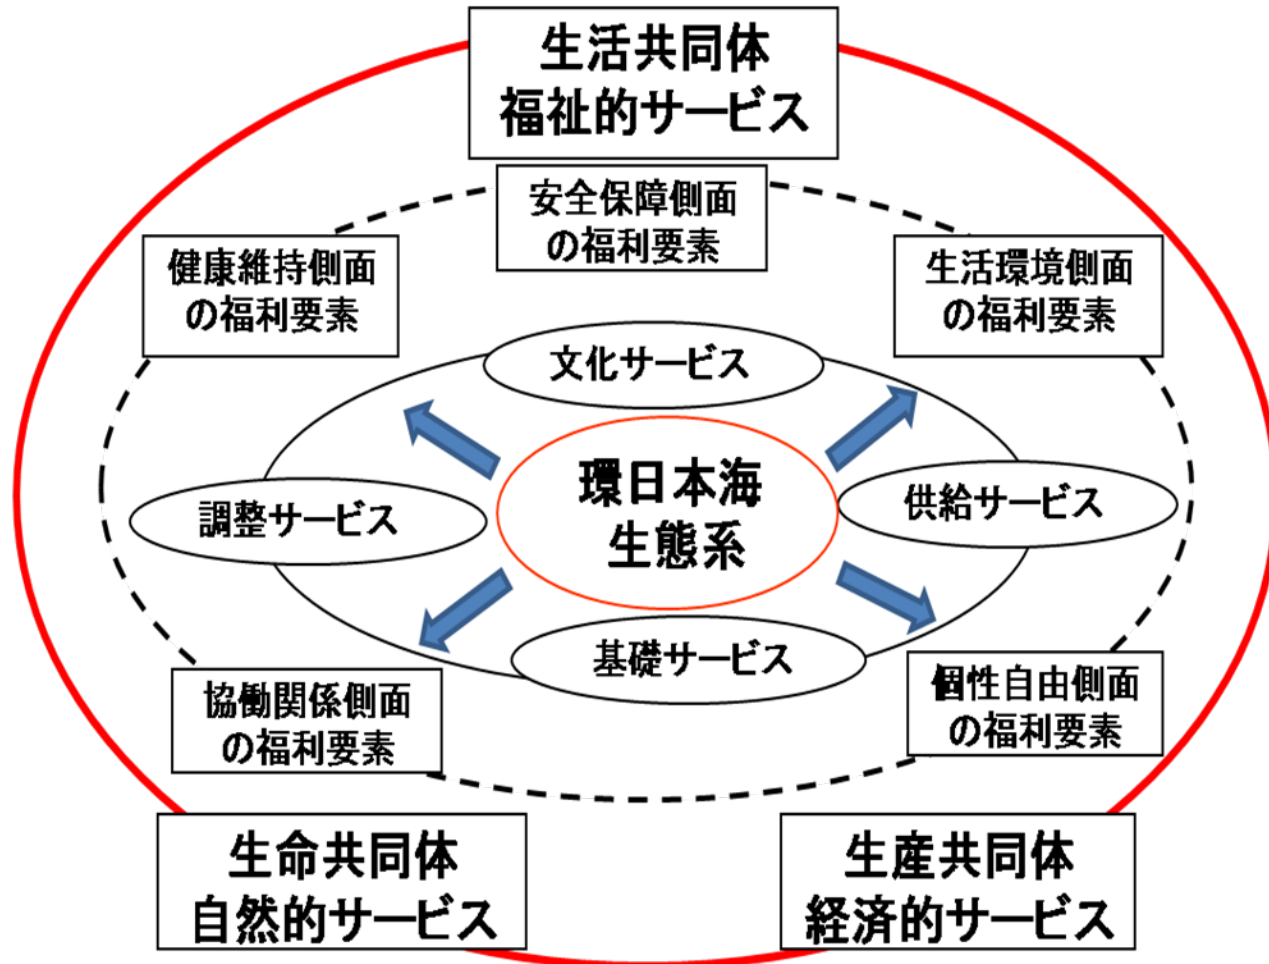 生活共同体
福祉的サービス
安全保障側面
の福利要素
健康維持側面
の福利要素
生活環境側面
の福利要素
文化サービス
環日本海
生態系
調整サービス
供給サービス
基礎サービス
協働関係側面
の福利要素
個性自由側面
の福利要素
生命共同体
自然的サービス
生産共同体
経済的サービス